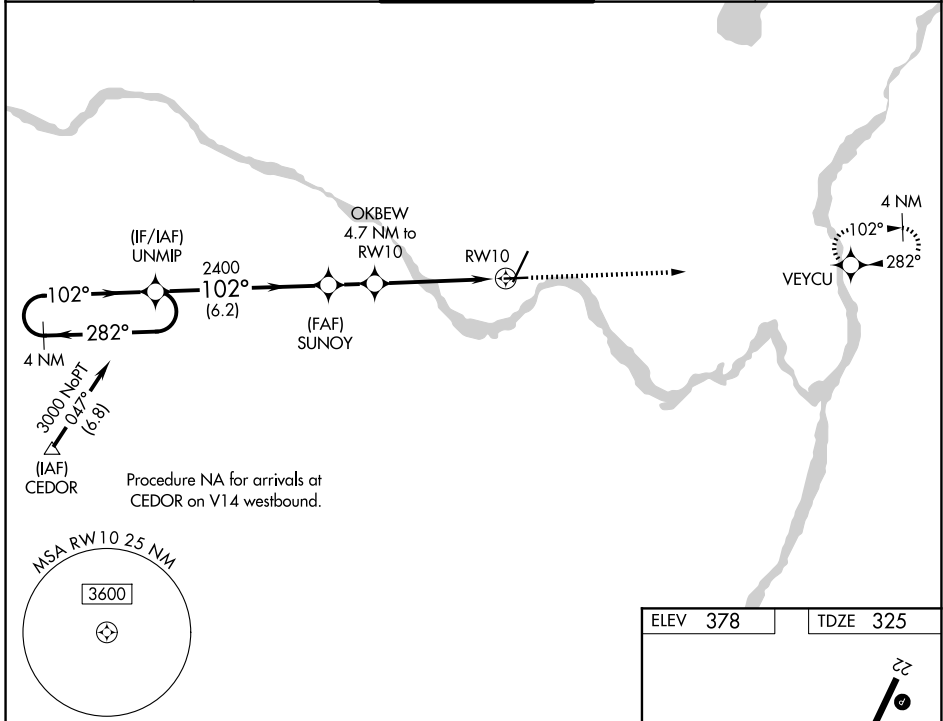 OKBEW
4.7 NM to
RW10
4 NM
102°
282°
VEYCU
(IF/IAF)
UNMIP
RW10
2400
102°
(6.2)
102°
282°
4 NM
(FAF)
SUNOY
3000 NoPT
047°
(6.8)
(IAF)
CEDOR
Procedure NA for arrivals at
CEDOR on V14 westbound.
MSA RW10 25 NM
3600
ELEV 378
TDZE 325
22
P